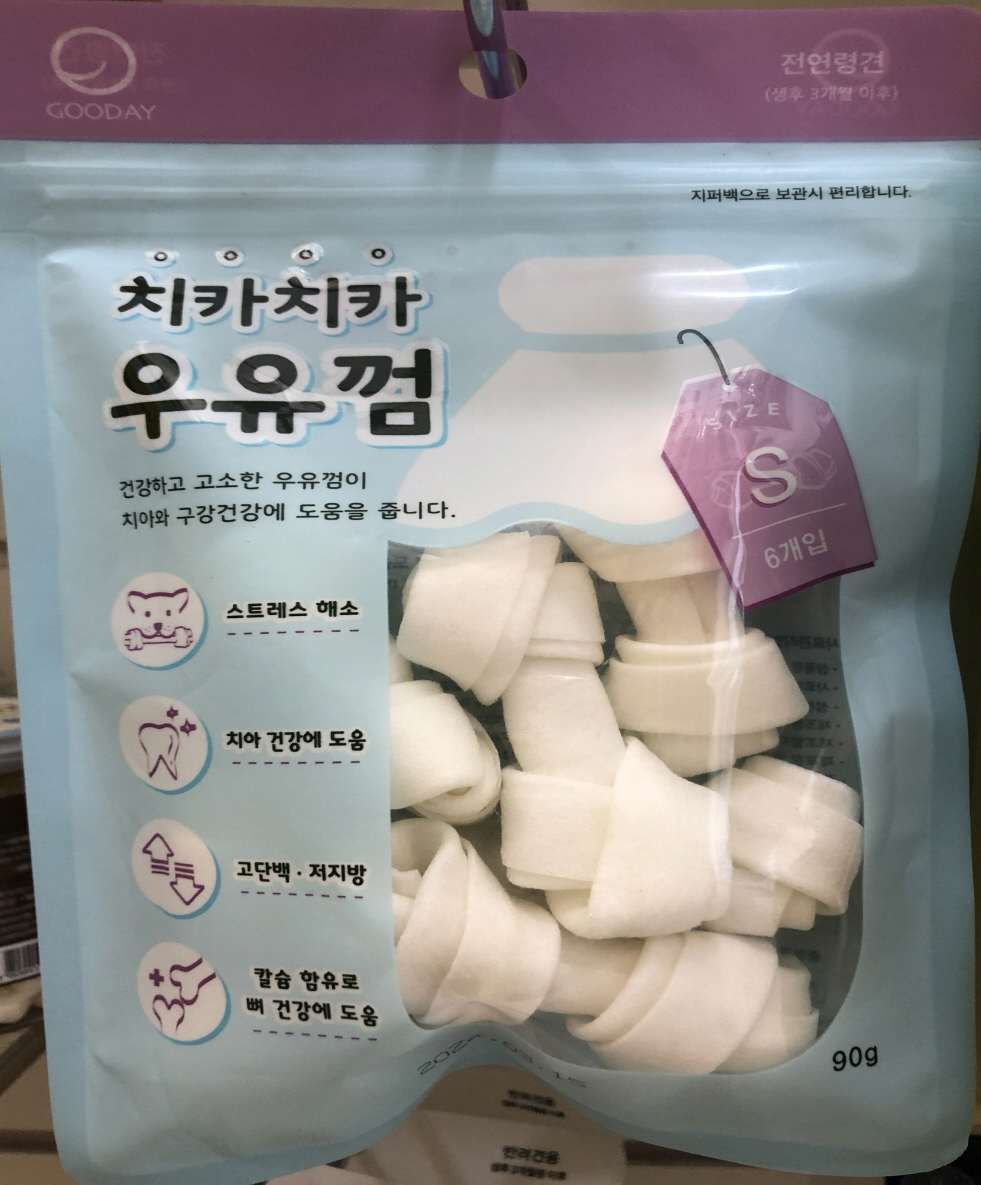 GOODAY
전연령견
(생후 3개월 이후)
지퍼백으로 보관시 편리합니다.
치카치카
우유껌
SIZE
S
6개입
건강하고 고소한 우유껌이
치아와 구강건강에 도움을 줍니다.
스트레스 해소
치아 건강에 도움
고단백 · 저지방
칼슘 함유로
뼈 건강에 도움
90g
반려견용